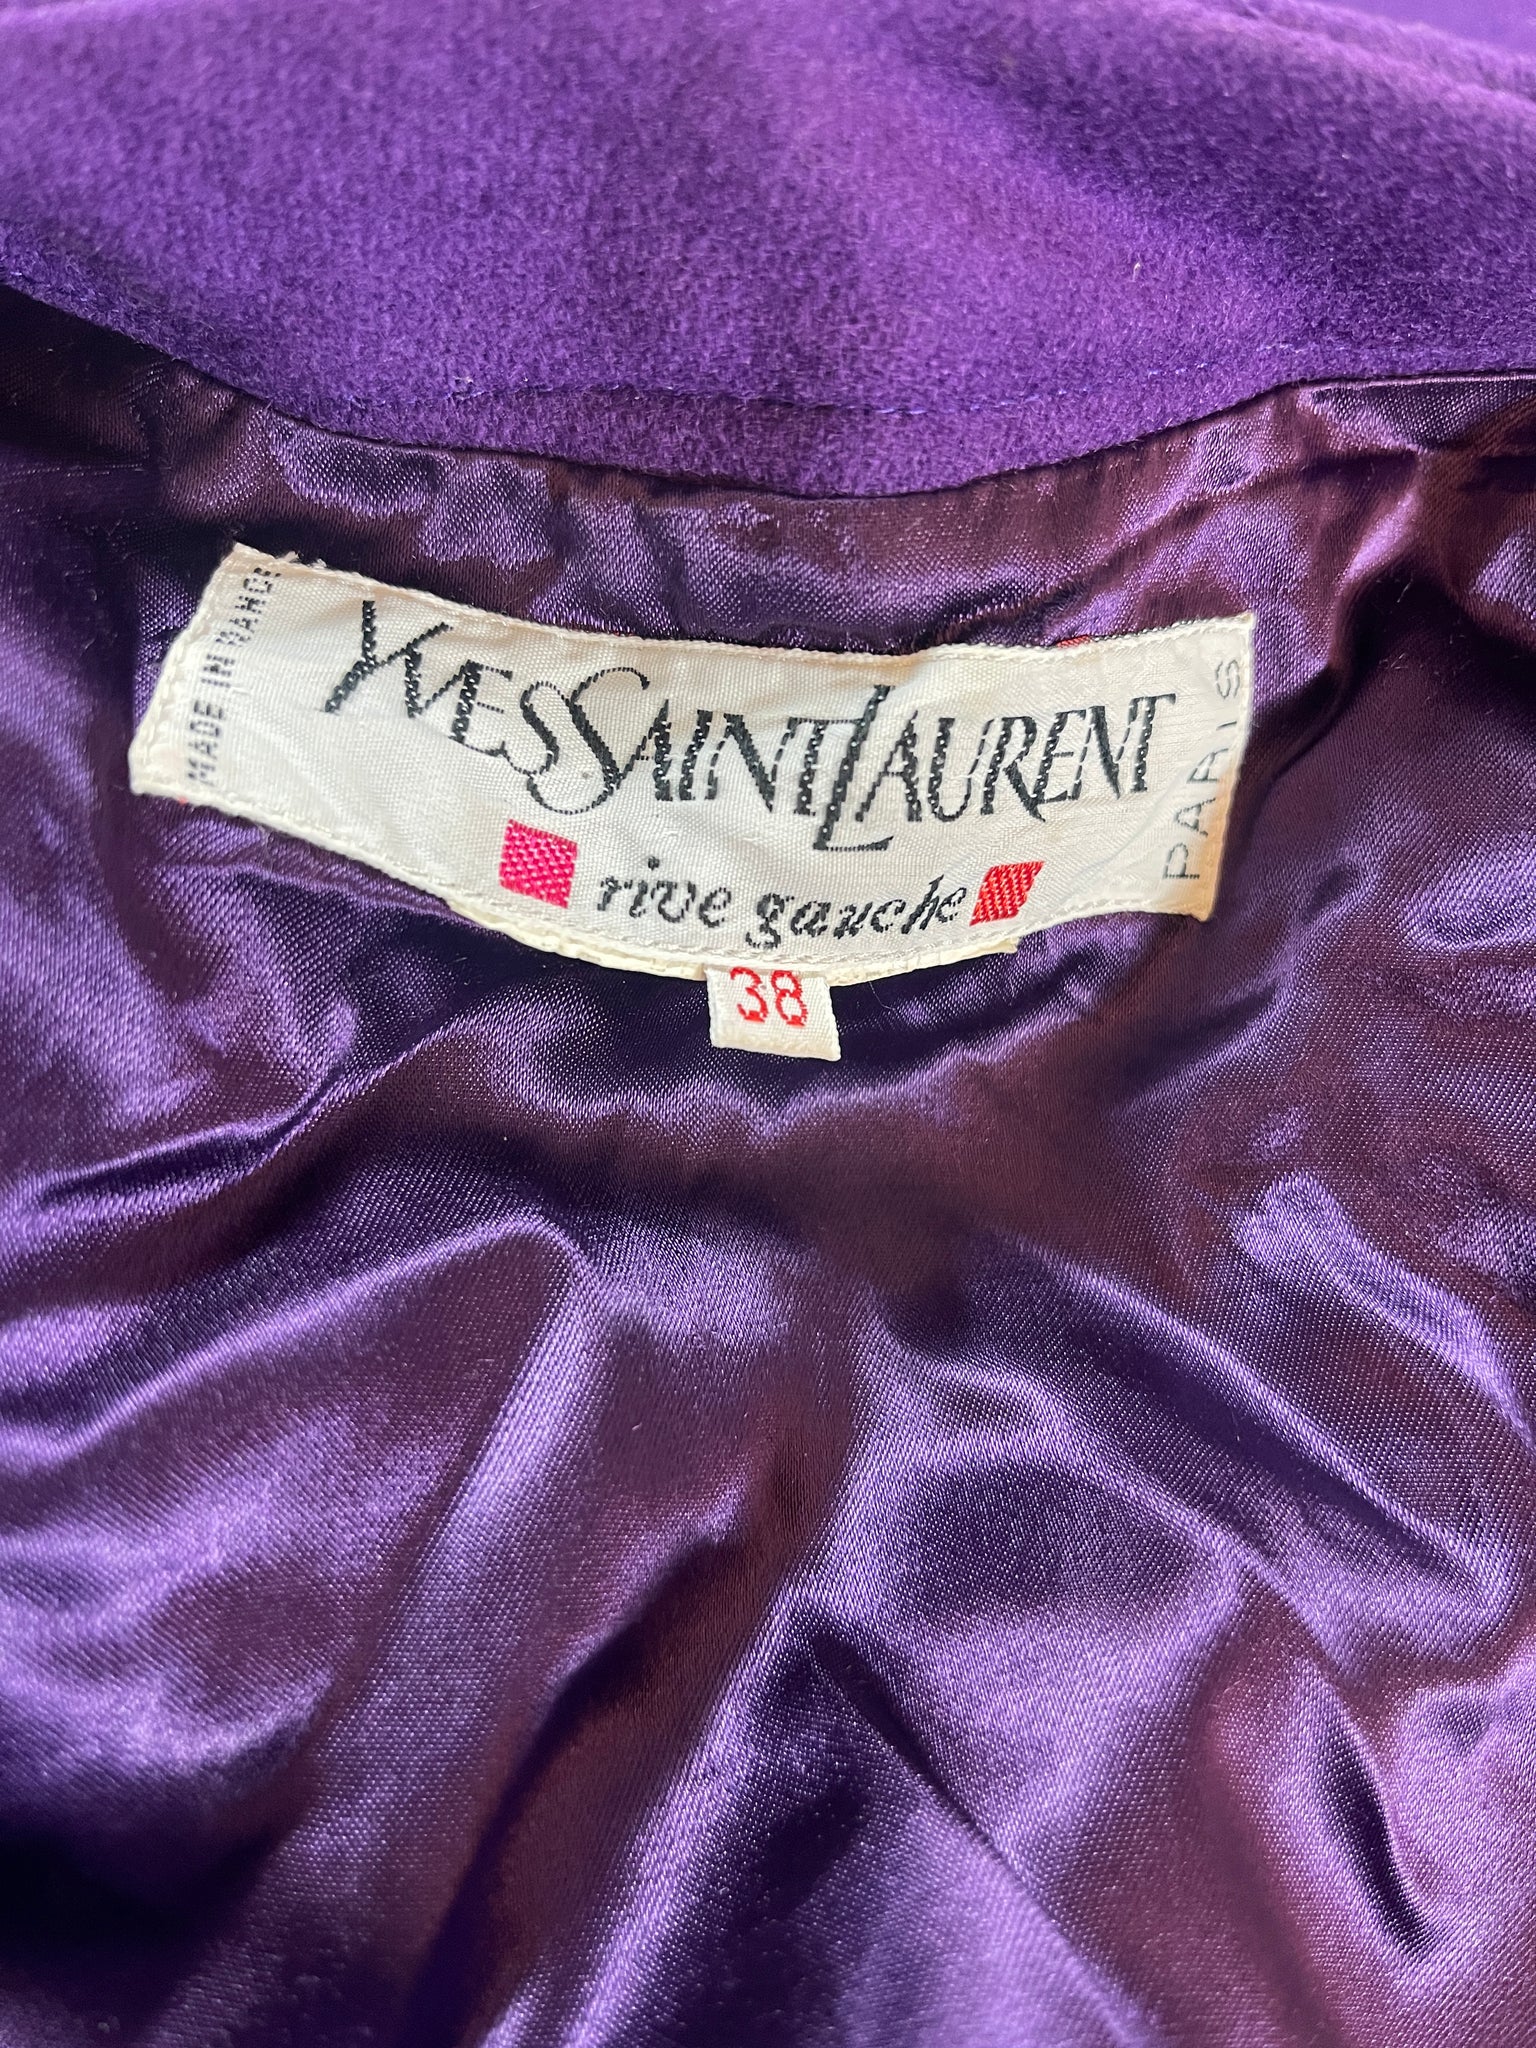 MADE IN FRANCE
YVES SAINT LAURENT
PARIS
rive gauche
38